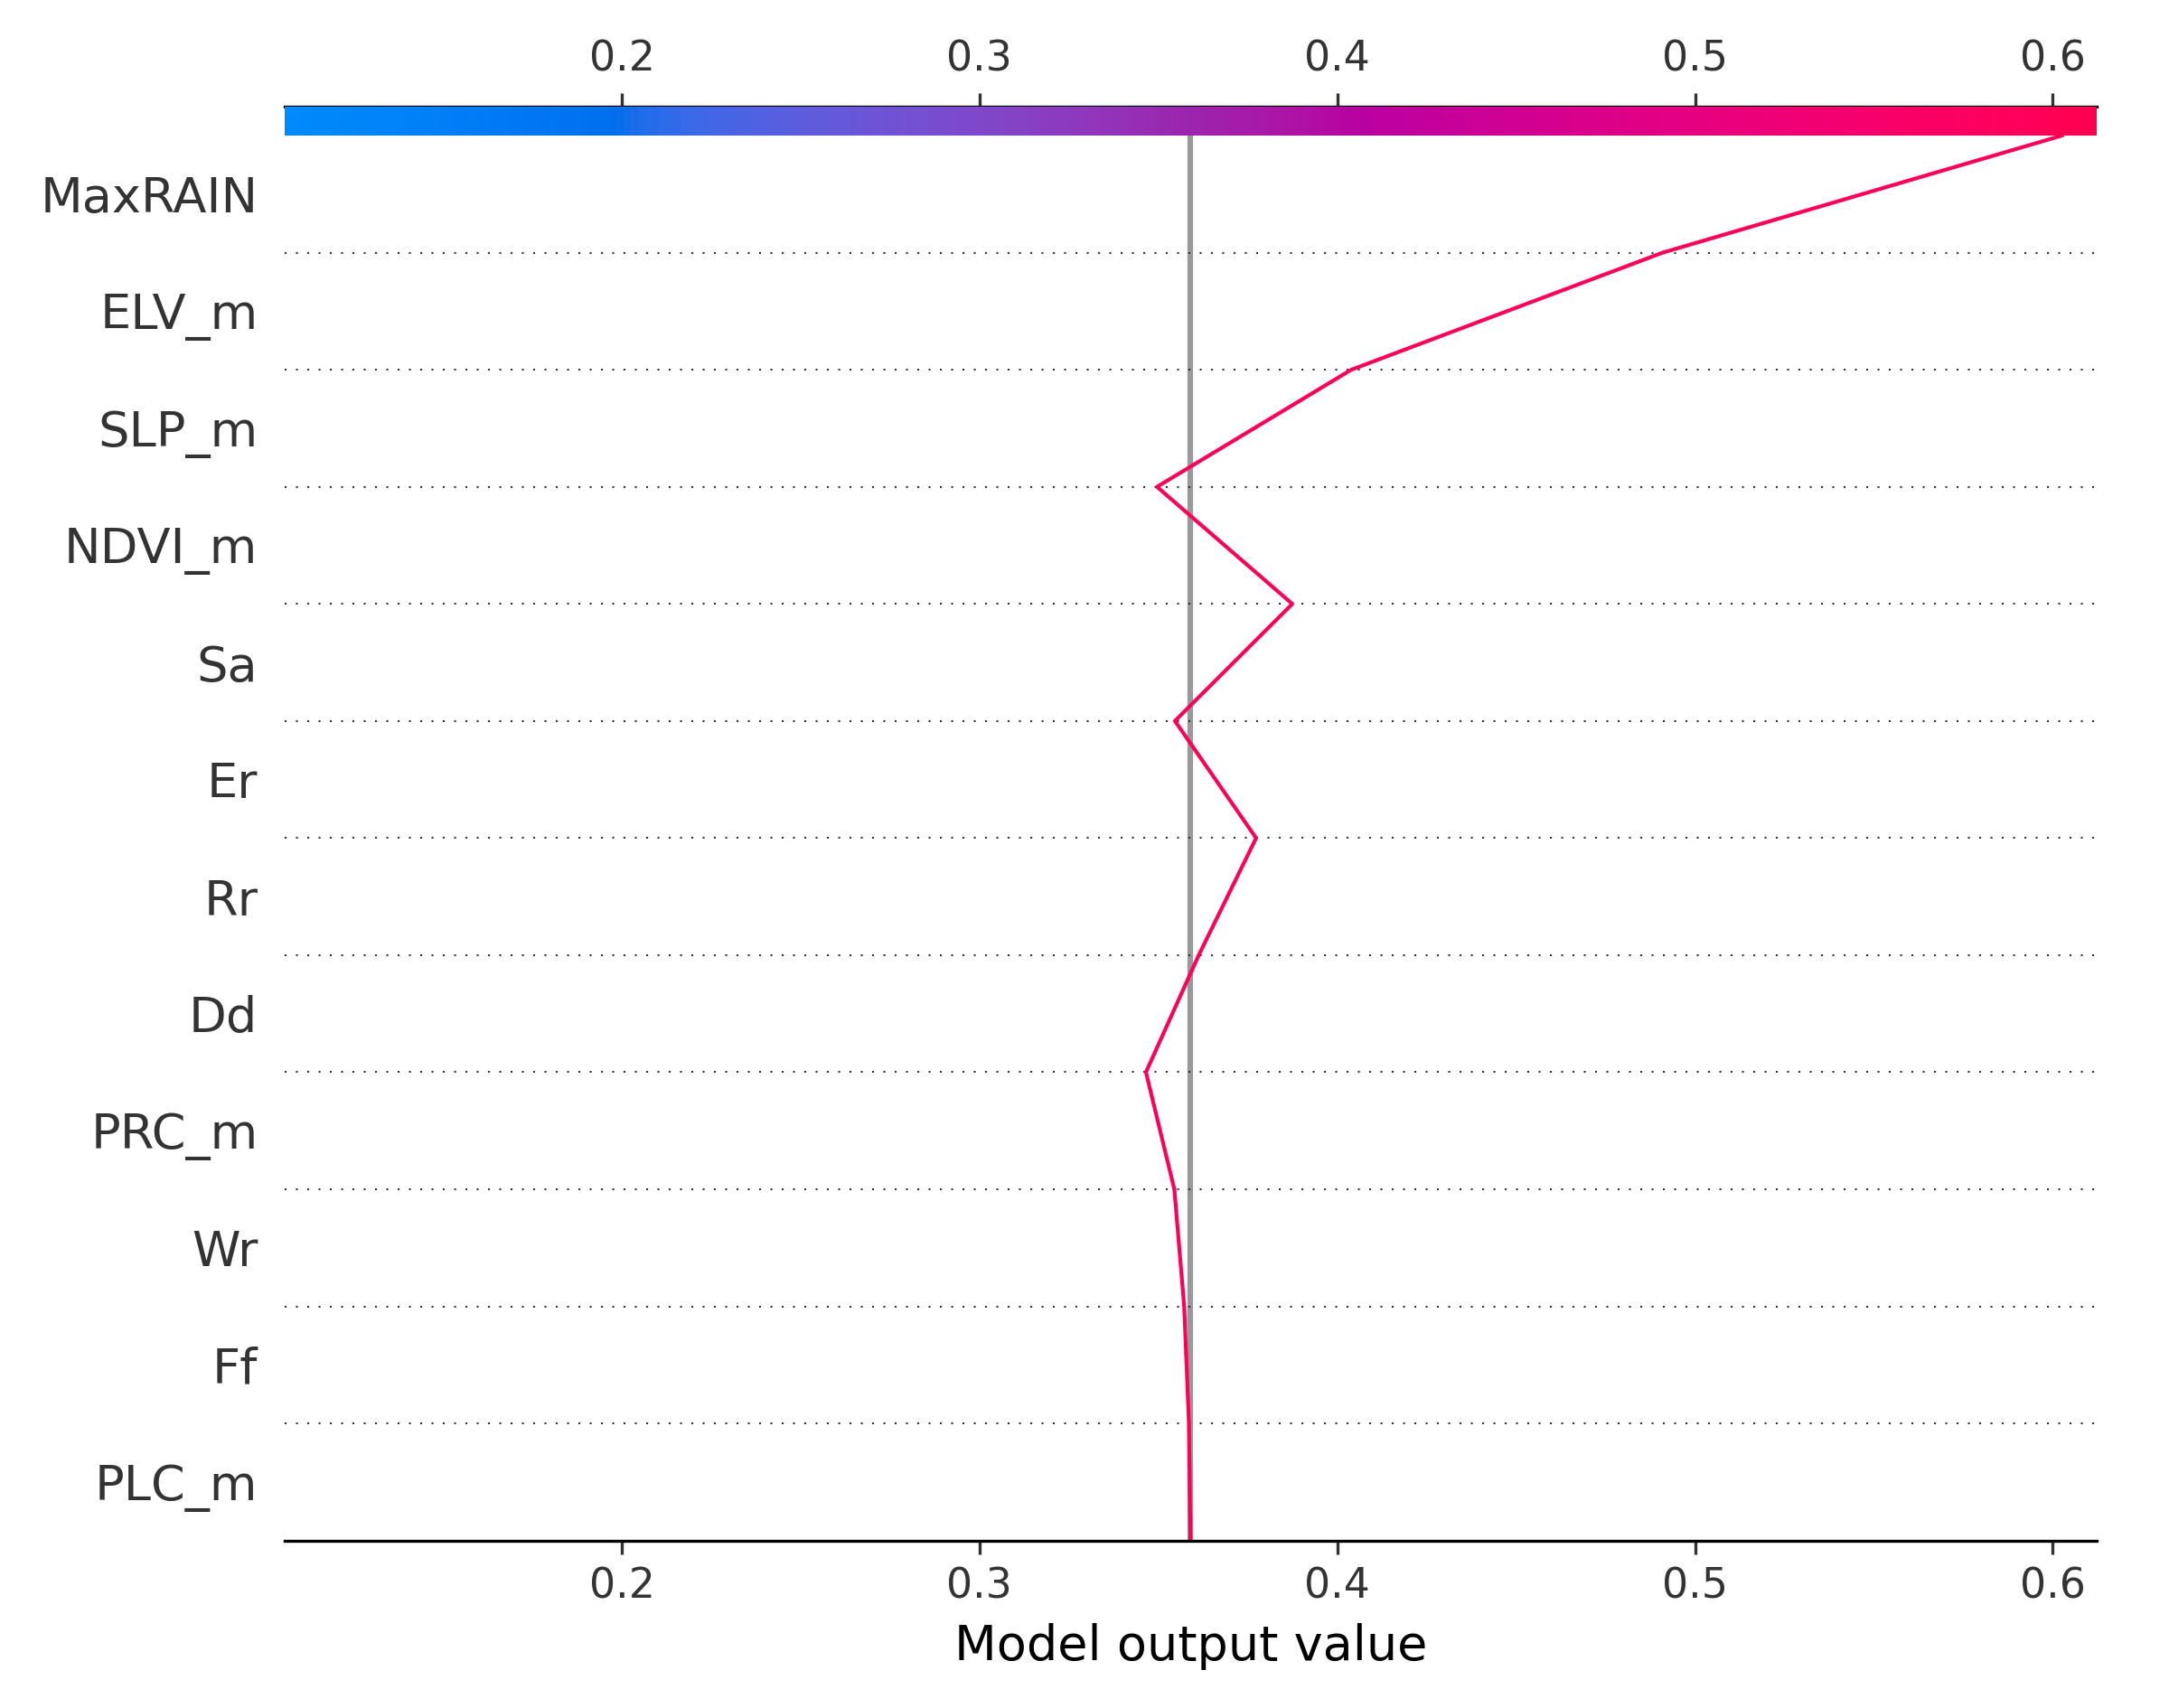 0.2 0.3 0.4 0.5 0.6
MaxRAIN
ELV_m
SLP_m
NDVI_m
Sa
Er
Rr
Dd
PRC_m
Wr
Ff
PLC_m
0.2 0.3 0.4 0.5 0.6
Model output value